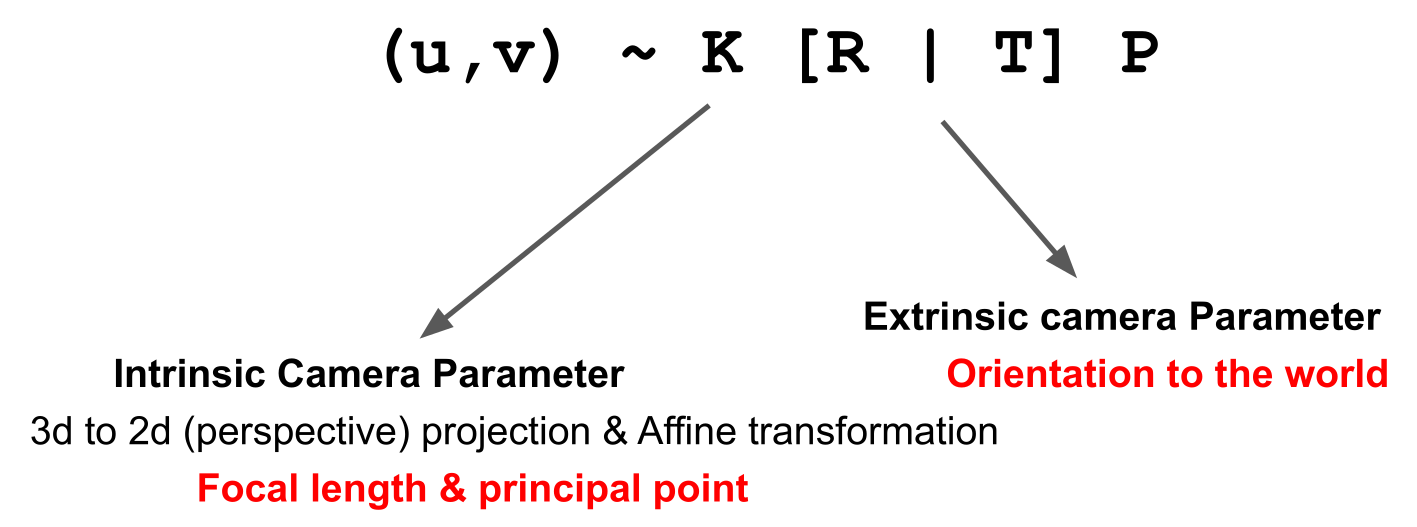 (u,v) ~ K [R | T] P
Extrinsic camera Parameter
Orientation to the world
Intrinsic Camera Parameter
3d to 2d (perspective) projection & Affine transformation
Focal length & principal point